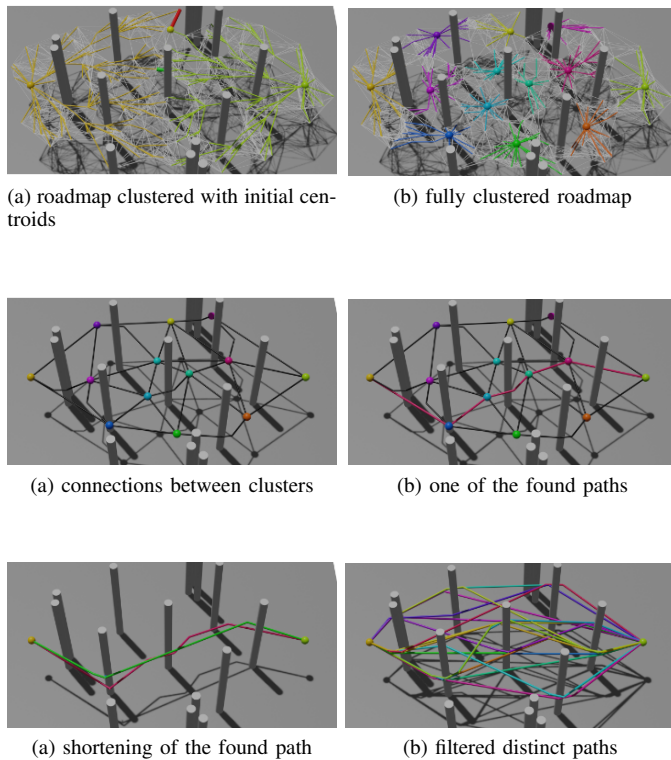 (a) roadmap clustered with initial cen-
troids
(b) fully clustered roadmap
(a) connections between clusters
(b) one of the found paths
(a) shortening of the found path
(b) filtered distinct paths